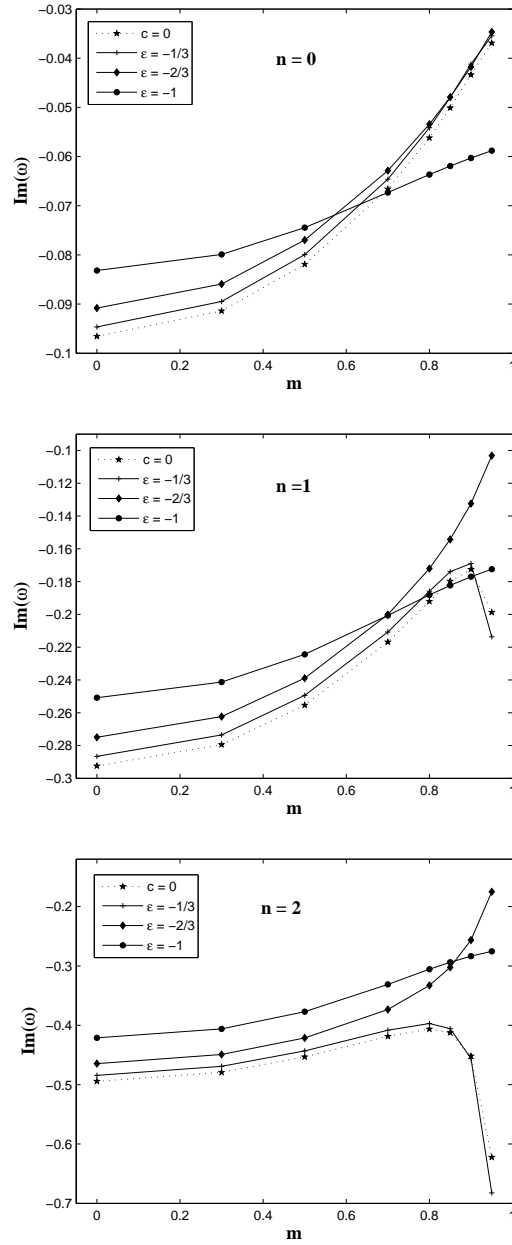 −0.03
−0.04
−0.05
−0.06
−0.07
−0.08
−0.09
−0.1
Im(ω)
c = 0
ε = −1/3
ε = −2/3
ε = −1
n = 0
0 0.2 0.4 0.6 0.8 1
m
−0.1
−0.12
−0.14
−0.16
−0.18
−0.2
−0.22
−0.24
−0.26
−0.28
−0.3
Im(ω)
c = 0
ε = −1/3
ε = −2/3
ε = −1
n =1
0 0.2 0.4 0.6 0.8 1
m
−0.2
−0.3
−0.4
−0.5
−0.6
−0.7
Im(ω)
c = 0
ε = −1/3
ε = −2/3
ε = −1
n = 2
0 0.2 0.4 0.6 0.8 1
m